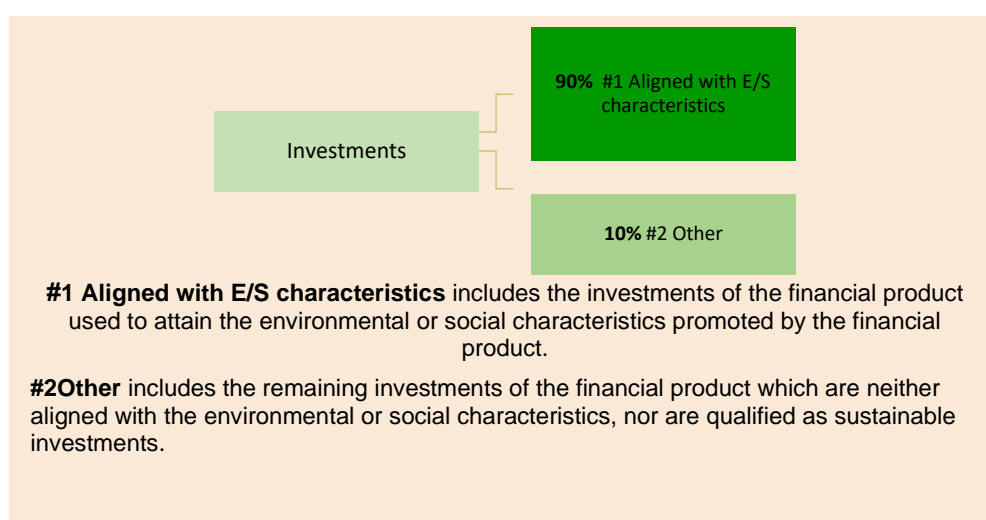 90% #1 Aligned with E/S
characteristics
Investments
10% #2 Other
#1 Aligned with E/S characteristics includes the investments of the financial product
used to attain the environmental or social characteristics promoted by the financial
product.
#2Other includes the remaining investments of the financial product which are neither
aligned with the environmental or social characteristics, nor are qualified as sustainable
investments.